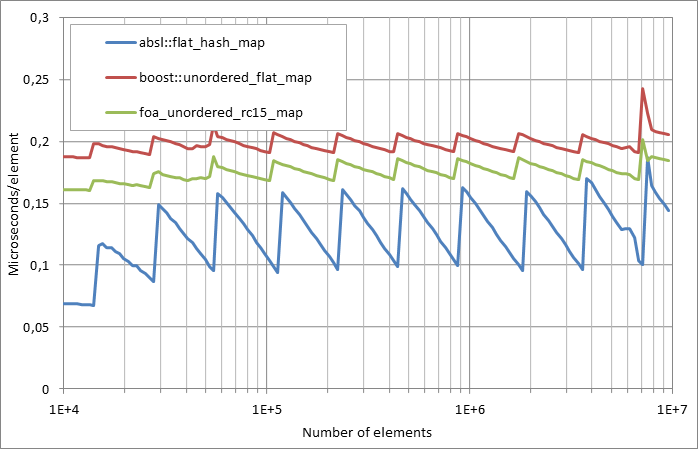 0,3
0,25
0,2
0,15
0,1
0,05
0
Microseconds/element
absl::flat_hash_map
boost::unordered_flat_map
foa_unordered_rc15_map
1E+4 1E+5 1E+6 1E+7
Number of elements